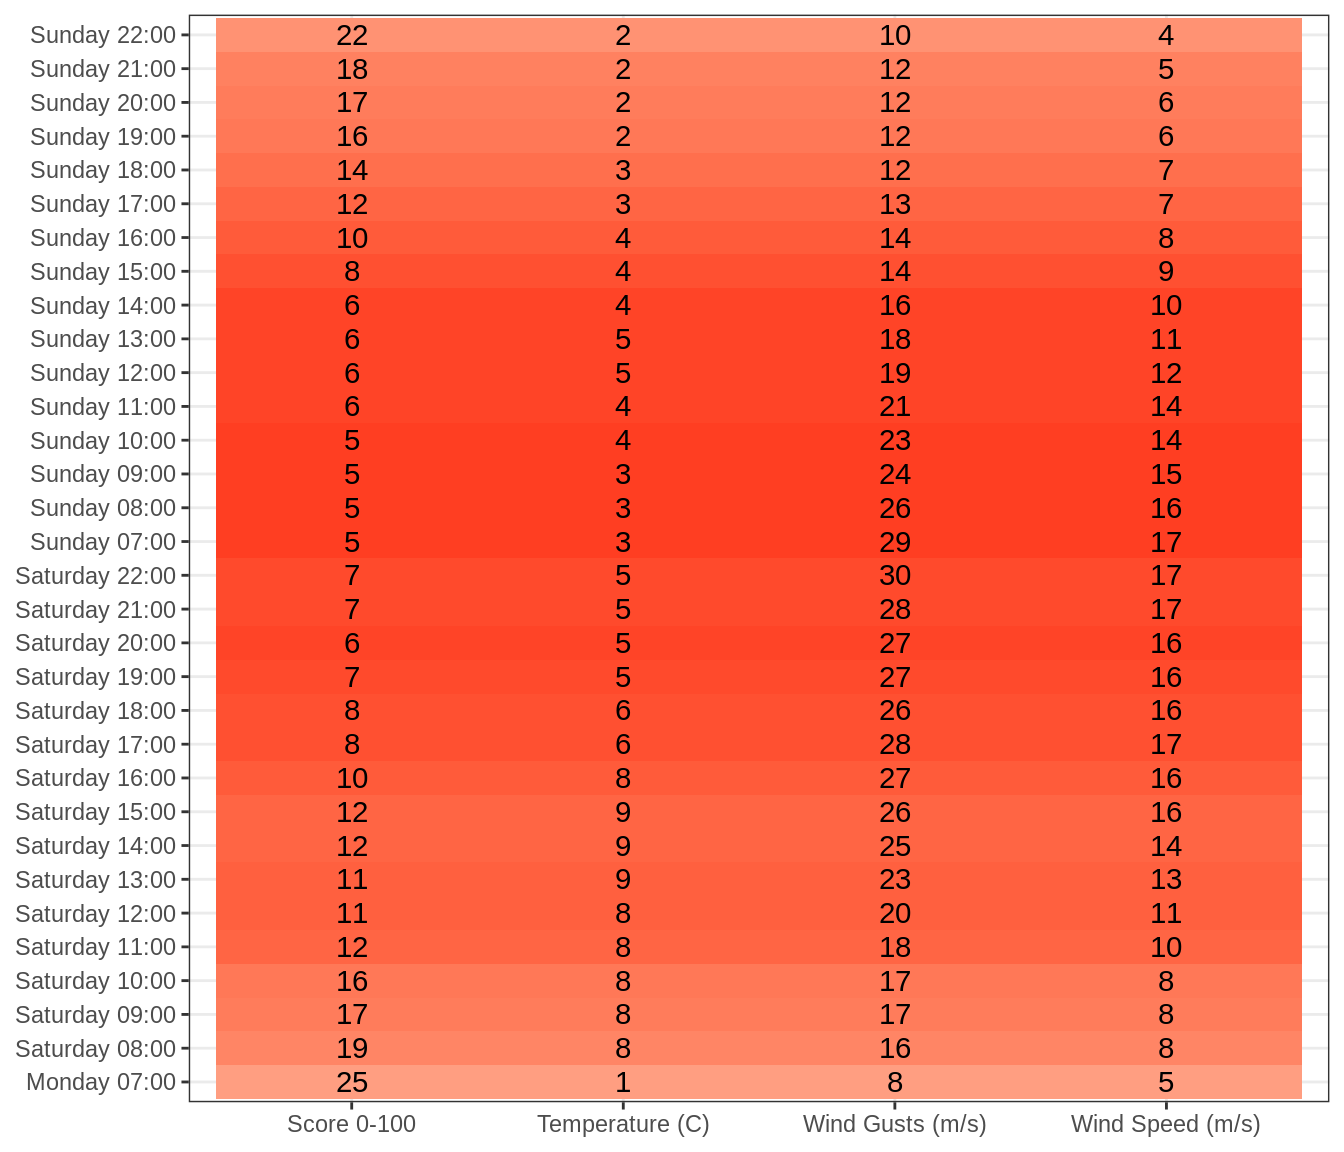 Sunday 22:00 22 2 10 4
Sunday 21:00 18 2 12 5
Sunday 20:00 17 2 12 6
Sunday 19:00 16 2 12 6
Sunday 18:00 14 3 12 7
Sunday 17:00 12 3 13 7
Sunday 16:00 10 4 14 8
Sunday 15:00 8 4 14 9
Sunday 14:00 6 4 16 10
Sunday 13:00 6 5 18 11
Sunday 12:00 6 5 19 12
Sunday 11:00 6 4 21 14
Sunday 10:00 5 4 23 14
Sunday 09:00 5 3 24 15
Sunday 08:00 5 3 26 16
Sunday 07:00 5 3 29 17
Saturday 22:00 7 5 30 17
Saturday 21:00 7 5 28 17
Saturday 20:00 6 5 27 16
Saturday 19:00 7 5 27 16
Saturday 18:00 8 6 26 16
Saturday 17:00 8 6 28 17
Saturday 16:00 10 8 27 16
Saturday 15:00 12 9 26 16
Saturday 14:00 12 9 25 14
Saturday 13:00 11 9 23 13
Saturday 12:00 11 8 20 11
Saturday 11:00 12 8 18 10
Saturday 10:00 16 8 17 8
Saturday 09:00 17 8 17 8
Saturday 08:00 19 8 16 8
Monday 07:00 25 1 8 5
Score 0-100 Temperature (C) Wind Gusts (m/s) Wind Speed (m/s)